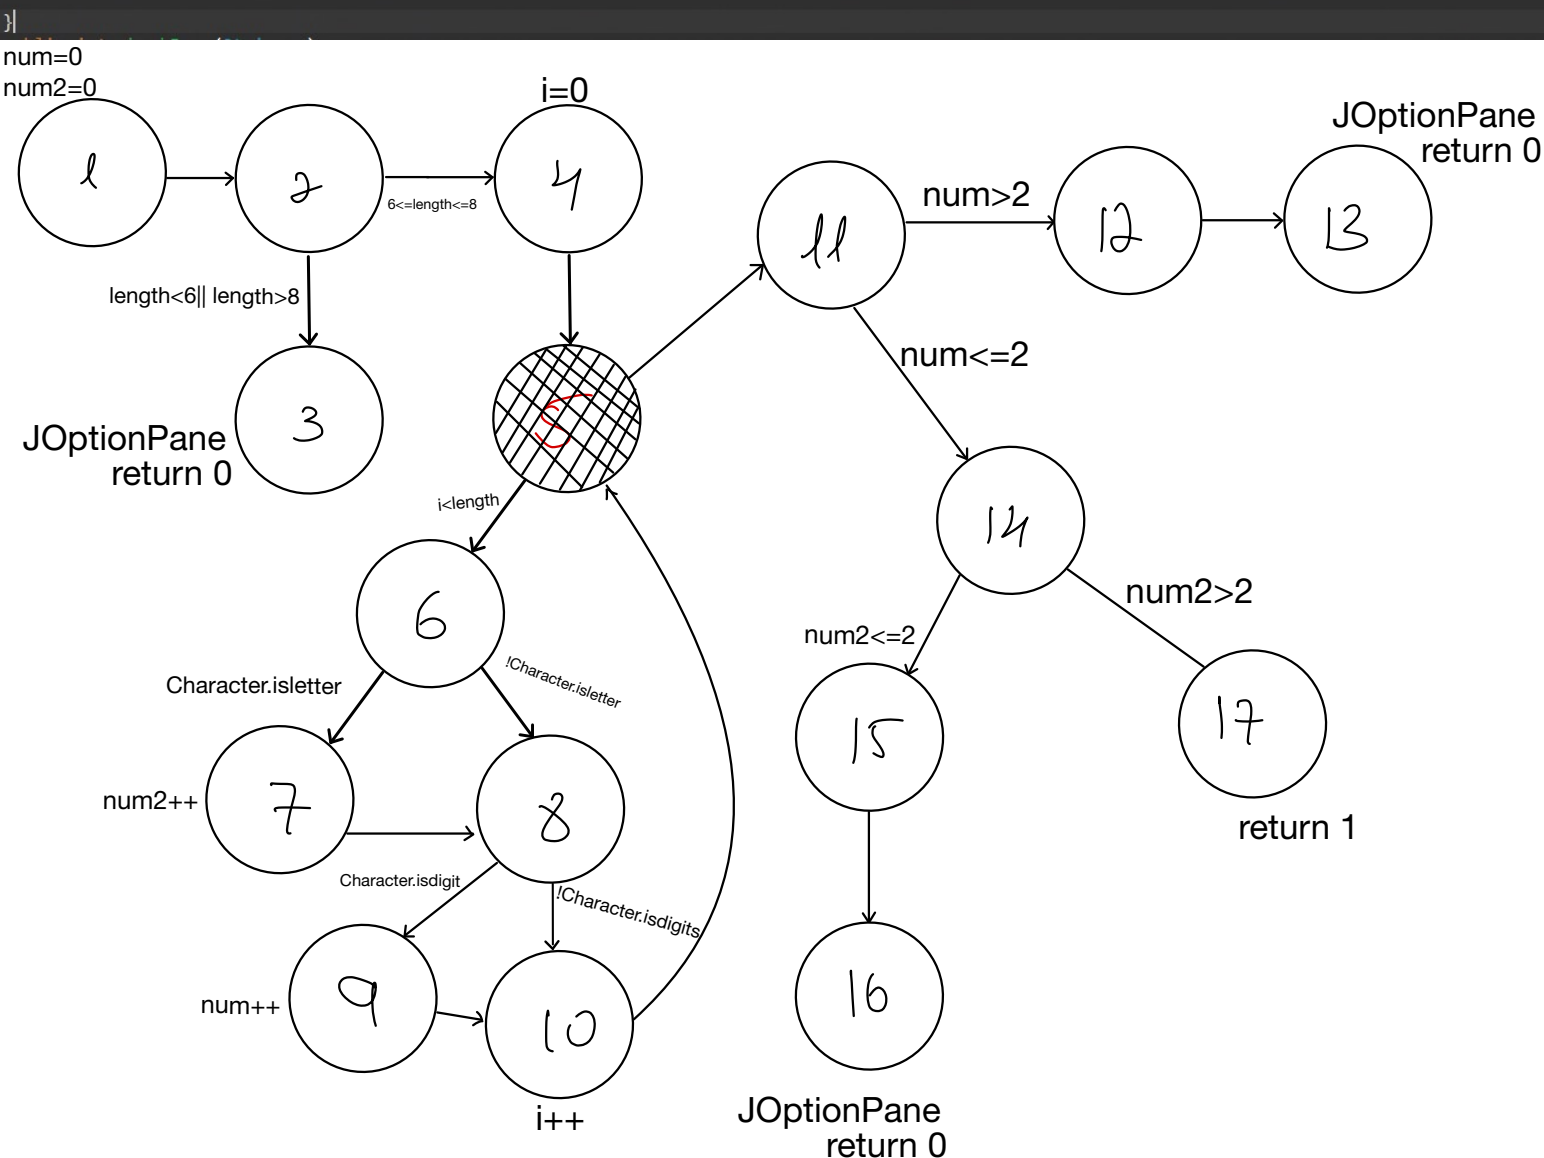 }
num=0
num2=0
i=0
1
2
4
6<=length<=8
length<6|| length>8
3
JOptionPane
return 0
5
i<length
6
Character.isletter
!Character.isletter
7
num2++
8
Character.isdigit
!Character.isdigits
9
num++
10
i++
11
num>2
12
13
JOptionPane
return 0
num<=2
14
num2<=2
num2>2
15
17
return 1
16
JOptionPane
return 0